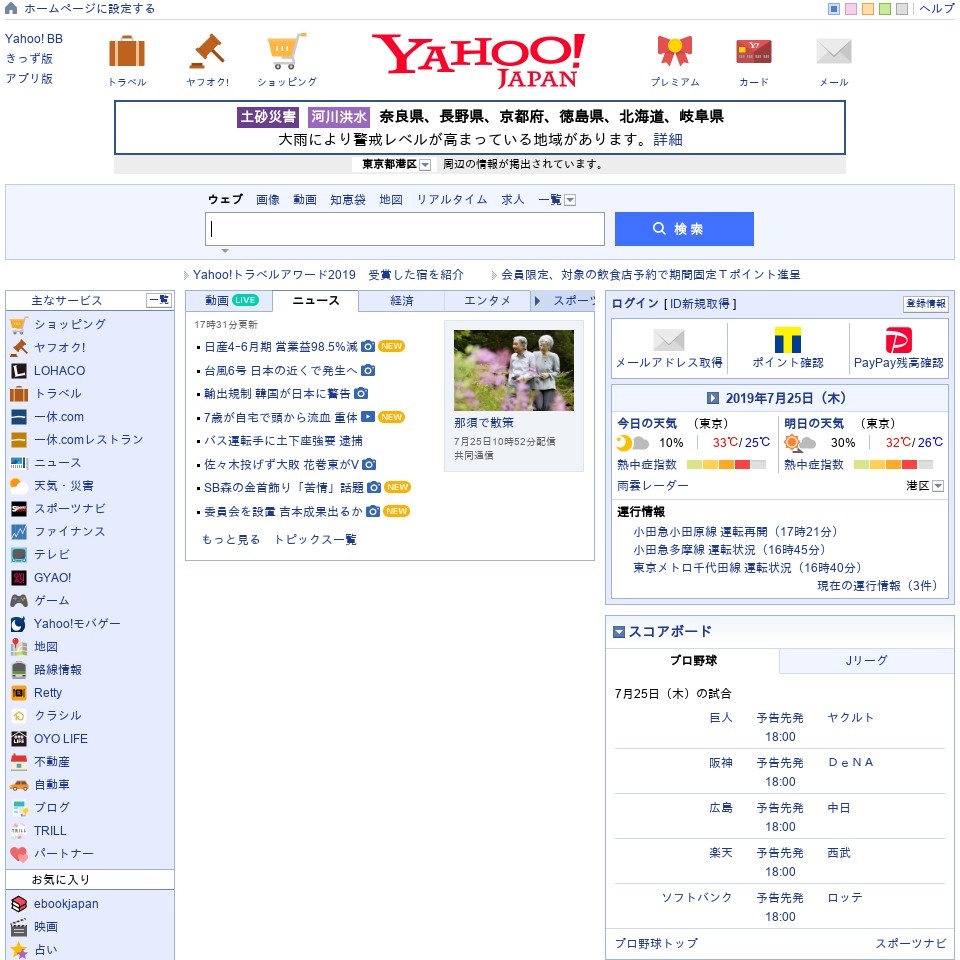 ホームページに設定する
ヘルプ
Yahoo! BB
きっず版
アプリ版
トラベル
ヤフオク!
ショッピング
YAHOO!
JAPAN
プレミアム
カード
メール
土砂災害 河川洪水 奈良県、長野県、京都府、徳島県、北海道、岐阜県
大雨により警戒レベルが高まっている地域があります。詳細
東京都港区 周辺の情報が掲出されています。
ウェブ 画像 動画 知恵袋 地図 リアルタイム 求人 一覧
検索
Yahoo!トラベルアワード2019 受賞した宿を紹介
会員限定、対象の飲食店予約で期間固定Ｔポイント進呈
主なサービス 一覧
ショッピング
ヤフオク!
LOHACO
トラベル
一休.com
一休.comレストラン
ニュース
天気・災害
スポーツナビ
ファイナンス
テレビ
GYAO!
ゲーム
Yahoo!モバゲー
地図
路線情報
Retty
クラシル
OYO LIFE
不動産
自動車
ブログ
TRILL
パートナー
お気に入り
ebookjapan
映画
占い
動画 LIVE ニュース 経済 エンタメ スポーツ
17時31分更新
日産4-6月期 営業益98.5%減 NEW
台風6号 日本の近くで発生へ
輸出規制 韓国が日本に警告
7歳が自宅で頭から流血 重体 NEW
バス運転手に土下座強要 逮捕
佐々木投げず大敗 花巻東がV
SB森の金首飾り「苦情」話題 NEW
委員会を設置 吉本成果出るか NEW
もっと見る トピックス一覧
那須で散策
7月25日10時52分配信
共同通信
ログイン [ ID新規取得 ] 登録情報
メールアドレス取得
ポイント確認
PayPay残高確認
2019年7月25日（木）
今日の天気 （東京）
10% 33℃/ 25℃
熱中症指数
明日の天気 （東京）
30% 32℃/ 26℃
熱中症指数
雨雲レーダー 港区
運行情報
小田急小田原線 運転再開（17時21分）
小田急多摩線 運転状況（16時45分）
東京メトロ千代田線 運転状況（16時40分）
現在の運行情報（3件）
スコアボード
プロ野球 Jリーグ
7月25日（木）の試合
巨人 予告先発 ヤクルト
18:00
阪神 予告先発 ＤｅＮＡ
18:00
広島 予告先発 中日
18:00
楽天 予告先発 西武
18:00
ソフトバンク 予告先発 ロッテ
18:00
プロ野球トップ スポーツナビ